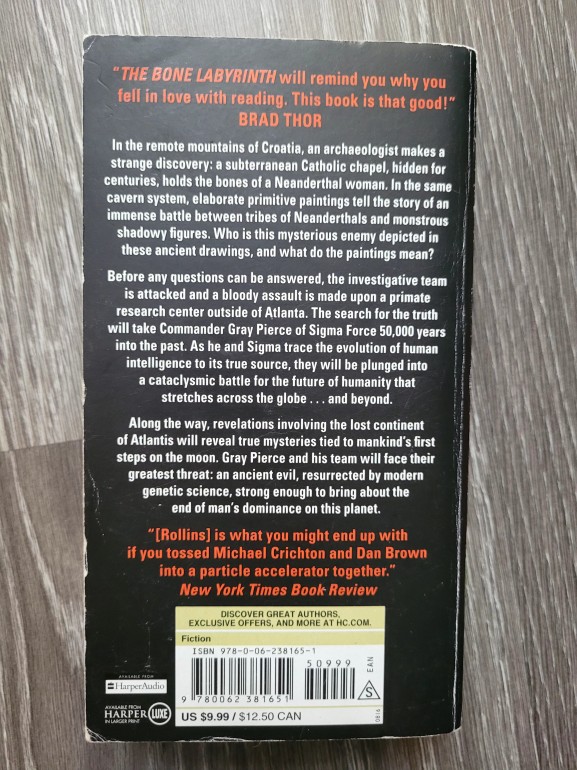 "THE BONE LABYRINTH will remind you why you
fell in love with reading. This book is that good!"
BRAD THOR
In the remote mountains of Croatia, an archaeologist makes a
strange discovery: a subterranean Catholic chapel, hidden for
centuries, holds the bones of a Neanderthal woman. In the same
cavern system, elaborate primitive paintings tell the story of an
immense battle between tribes of Neanderthals and monstrous
shadowy figures. Who is this mysterious enemy depicted in
these ancient drawings, and what do the paintings mean?
Before any questions can be answered, the investigative team
is attacked and a bloody assault is made upon a primate
research center outside of Atlanta. The search for the truth
will take Commander Gray Pierce of Sigma Force 50,000 years
into the past. As he and Sigma trace the evolution of human
intelligence to its true source, they will be plunged into
a cataclysmic battle for the future of humanity that
stretches across the globe . . . and beyond.
Along the way, revelations involving the lost continent
of Atlantis will reveal true mysteries tied to mankind's first
steps on the moon. Gray Pierce and his team will face their
greatest threat: an ancient evil, resurrected by modern
genetic science, strong enough to bring about the
end of man's dominance on this planet.
"[Rollins] is what you might end up with
if you tossed Michael Crichton and Dan Brown
into a particle accelerator together."
New York Times Book Review
DISCOVER GREAT AUTHORS,
EXCLUSIVE OFFERS, AND MORE AT HC.COM.
Fiction
ISBN 978-0-06-238165-1
50999
EAN
S
9 780062 381651
US $9.99 / $12.50 CAN
0816
AVAILABLE FROM
HarperAudio
AVAILABLE FROM
HARPER LUXE
IN LARGER PRINT